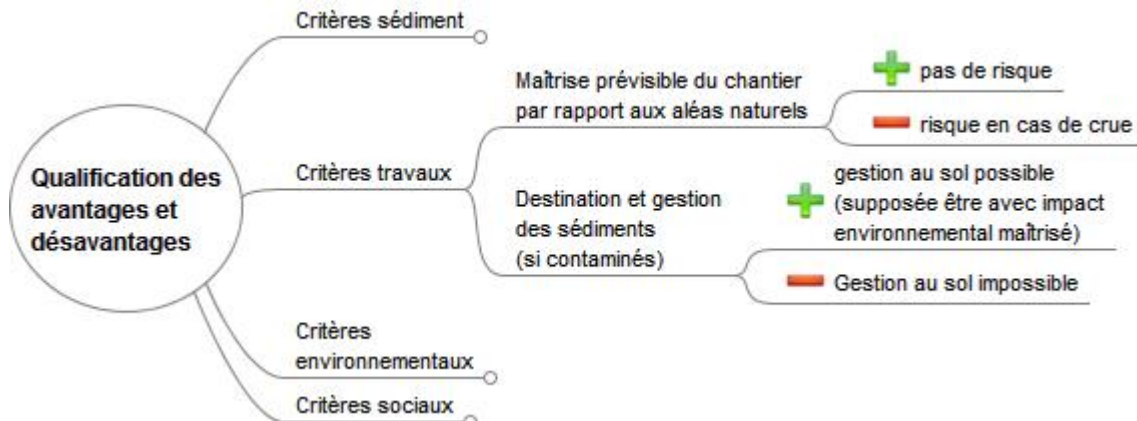 Qualification des
avantages et
désavantages
Critères sédiment
Critères travaux
Maîtrise prévisible du chantier
par rapport aux aléas naturels
pas de risque
risque en cas de crue
Destination et gestion
des sédiments
(si contaminés)
gestion au sol possible
(supposée être avec impact
environnemental maîtrisé)
Gestion au sol impossible
Critères
environnementaux
Critères sociaux